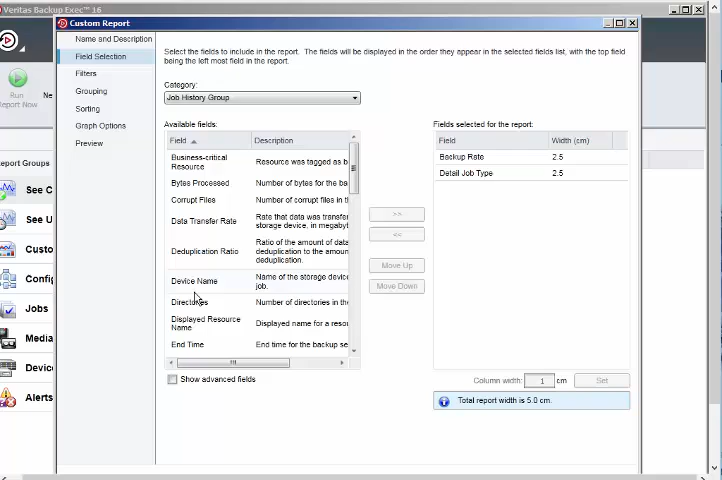 Veritas Backup Exec™ 16
Custom Report
Name and Description
Field Selection
Filters
Grouping
Sorting
Graph Options
Preview
Select the fields to include in the report. The fields will be displayed in the order they appear in the selected fields list, with the top field
being the left most field in the report.
Category:
Job History Group
Available fields:
Field Description
Business-critical
Resource
Resource was tagged as b
Bytes Processed Number of bytes for the ba
Corrupt Files Number of corrupt files in t
Data Transfer Rate
Rate that data was transfer
storage device, in megabyt
Deduplication Ratio
Ratio of the amount of data
deduplication to the amoun
deduplication.
Device Name
Name of the storage device
job.
Directories Number of directories in the
Displayed Resource
Name
Displayed name for a resou
End Time End time for the backup se
Show advanced fields
>>
<<
Move Up
Move Down
Fields selected for the report:
Field Width (cm)
Backup Rate 2.5
Detail Job Type 2.5
Column width: 1 cm Set
Total report width is 5.0 cm.
Run
Report Now
Ne
Report Groups
See C
See U
Custo
Config
Jobs
Media
Device
Alerts